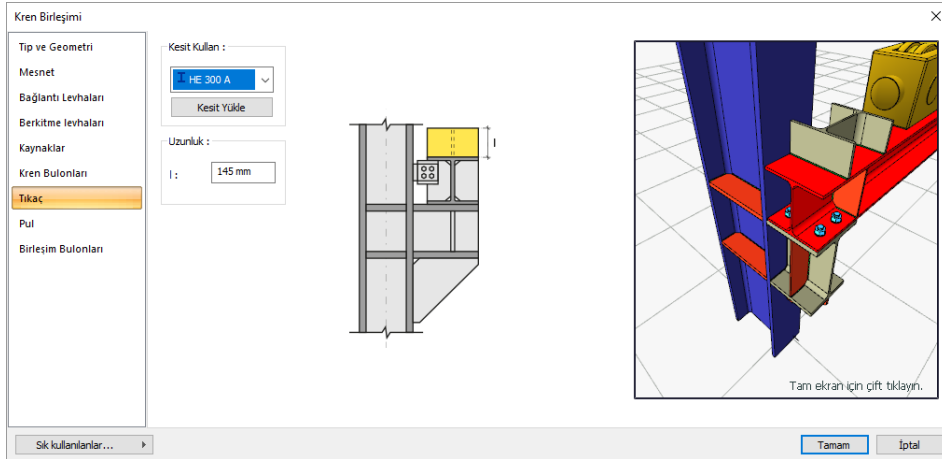 Kren Birleşimi
Tip ve Geometri
Mesnet
Bağlantı Levhaları
Berkitme levhaları
Kaynaklar
Kren Bulonları
Tıkaç
Pul
Birleşim Bulonları
Kesit Kullan :
HE 300 A
Kesit Yükle
Uzunluk :
l : 145 mm
l
Tam ekran için çift tıklayın.
Sık kullanılanlar...
Tamam İptal